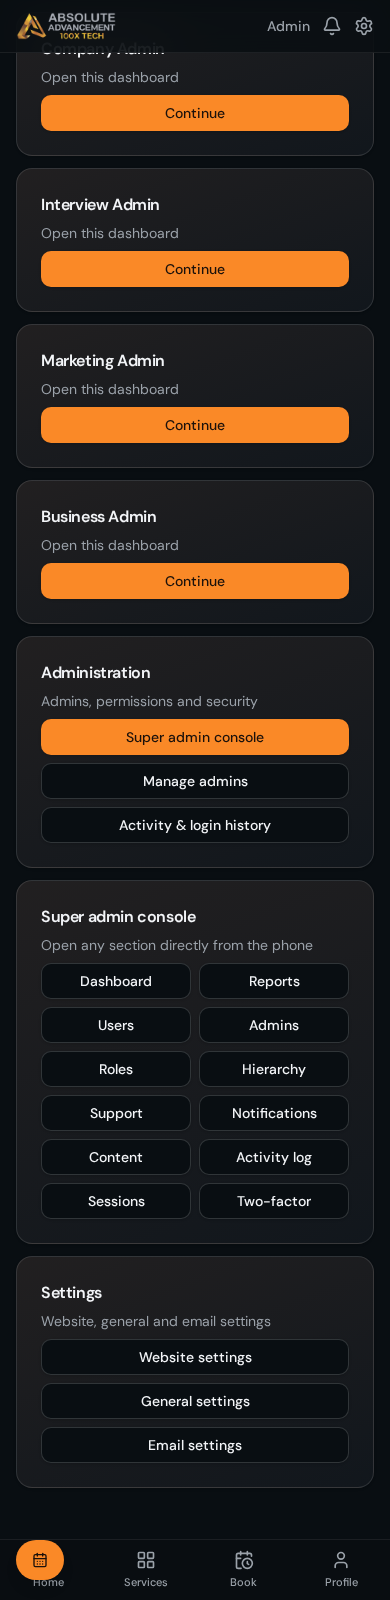 ABSOLUTE
ADVANCEMENT
100X TECH
Admin
Company Admin
Open this dashboard
Continue
Interview Admin
Open this dashboard
Continue
Marketing Admin
Open this dashboard
Continue
Business Admin
Open this dashboard
Continue
Administration
Admins, permissions and security
Super admin console
Manage admins
Activity & login history
Super admin console
Open any section directly from the phone
Dashboard
Reports
Users
Admins
Roles
Hierarchy
Support
Notifications
Content
Activity log
Sessions
Two-factor
Settings
Website, general and email settings
Website settings
General settings
Email settings
Home
Services
Book
Profile